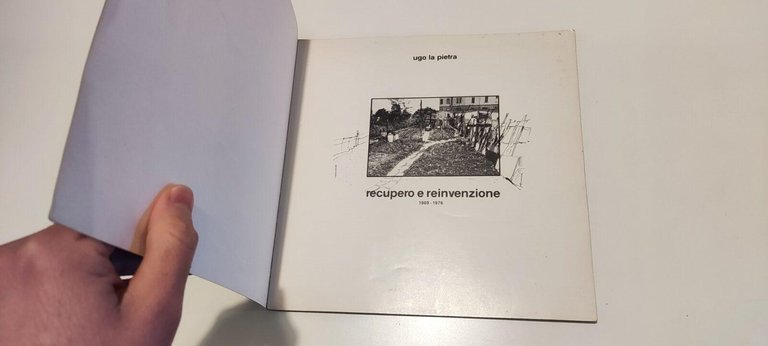 ugo la pietra
recupero e reinvenzione
1969 - 1976